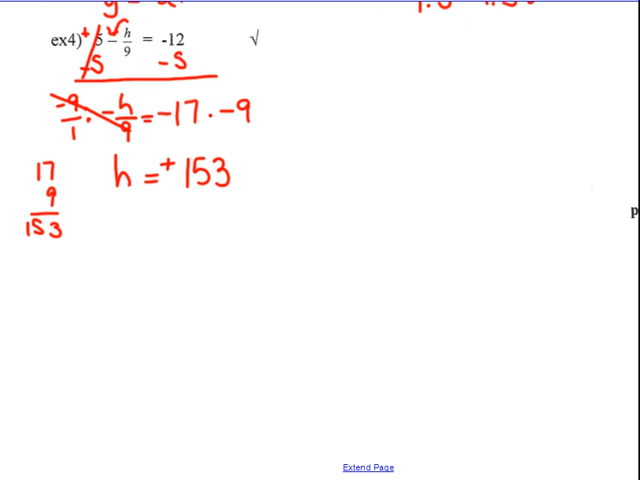 ex4) + 5 − h/9 = -12 √
−5 −5
−9/1 · −h/9 = −17 · −9
17 h = +153
9
153
p
Extend Page